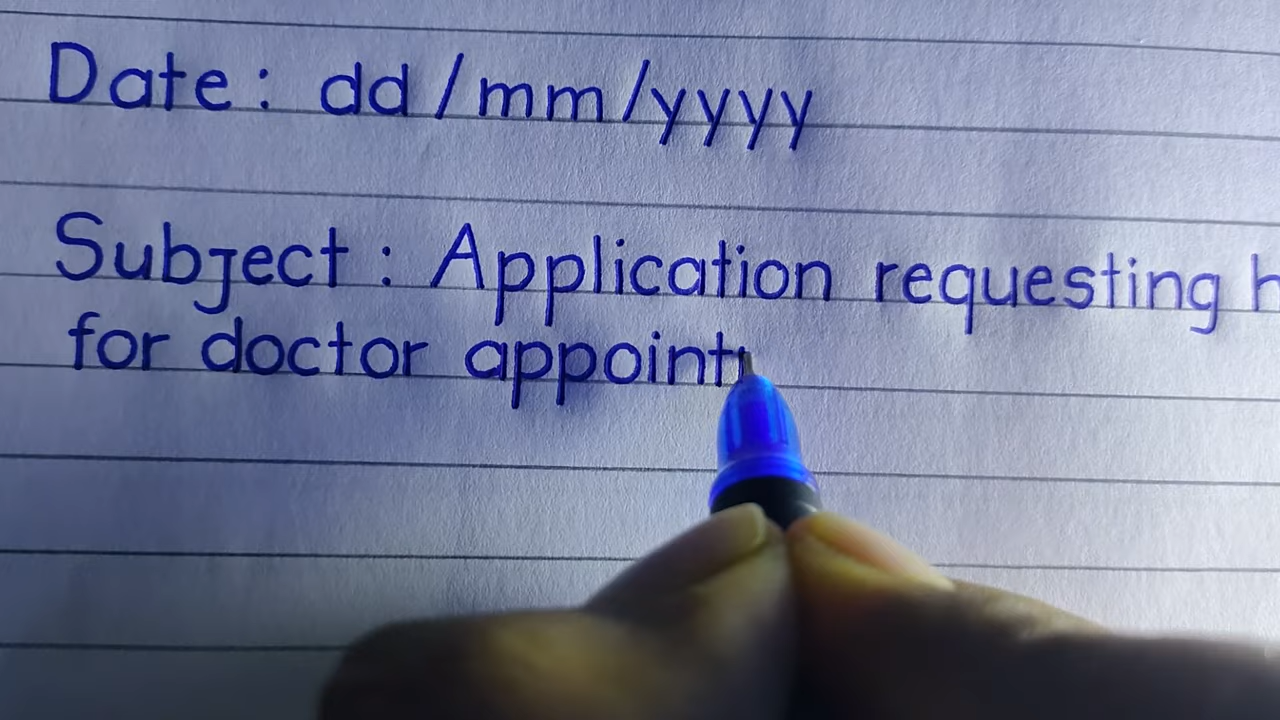 Date : dd/mm/yyyy
Subject : Application requesting h
for doctor appoint